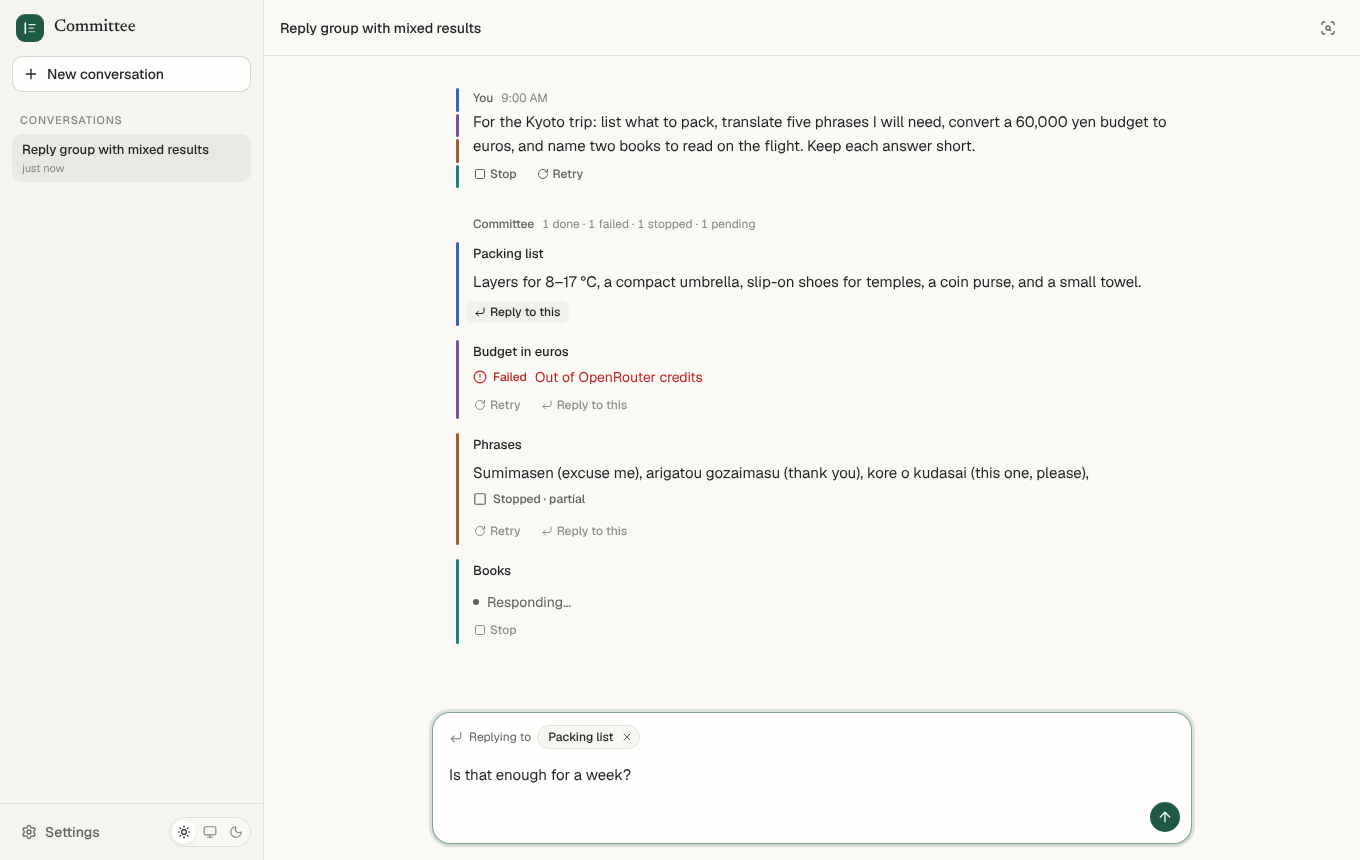 Committee
New conversation
CONVERSATIONS
Reply group with mixed results
just now
Settings
Reply group with mixed results
You 9:00 AM
For the Kyoto trip: list what to pack, translate five phrases I will need, convert a 60,000 yen budget to
euros, and name two books to read on the flight. Keep each answer short.
Stop Retry
Committee 1 done · 1 failed · 1 stopped · 1 pending
Packing list
Layers for 8–17 °C, a compact umbrella, slip-on shoes for temples, a coin purse, and a small towel.
Reply to this
Budget in euros
Failed Out of OpenRouter credits
Retry Reply to this
Phrases
Sumimasen (excuse me), arigatou gozaimasu (thank you), kore o kudasai (this one, please),
Stopped · partial
Retry Reply to this
Books
Responding…
Stop
Replying to Packing list
Is that enough for a week?